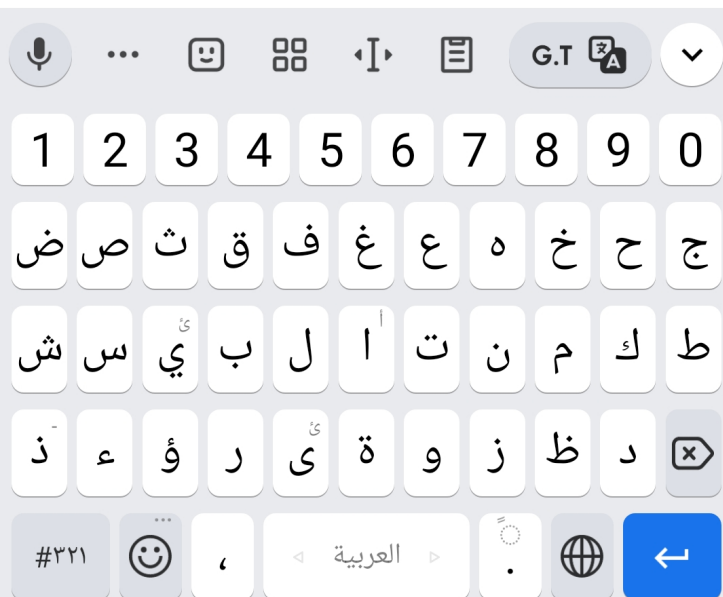 G.T
1 2 3 4 5 6 7 8 9 0
ض ص ث ق ف غ ع ه خ ح ج
ش س ي ئ ب ل ا أ ت ن م ك ط
ذ ء ؤ ر ى ئ ة و ز ظ د
#٣٢١ ، العربية .